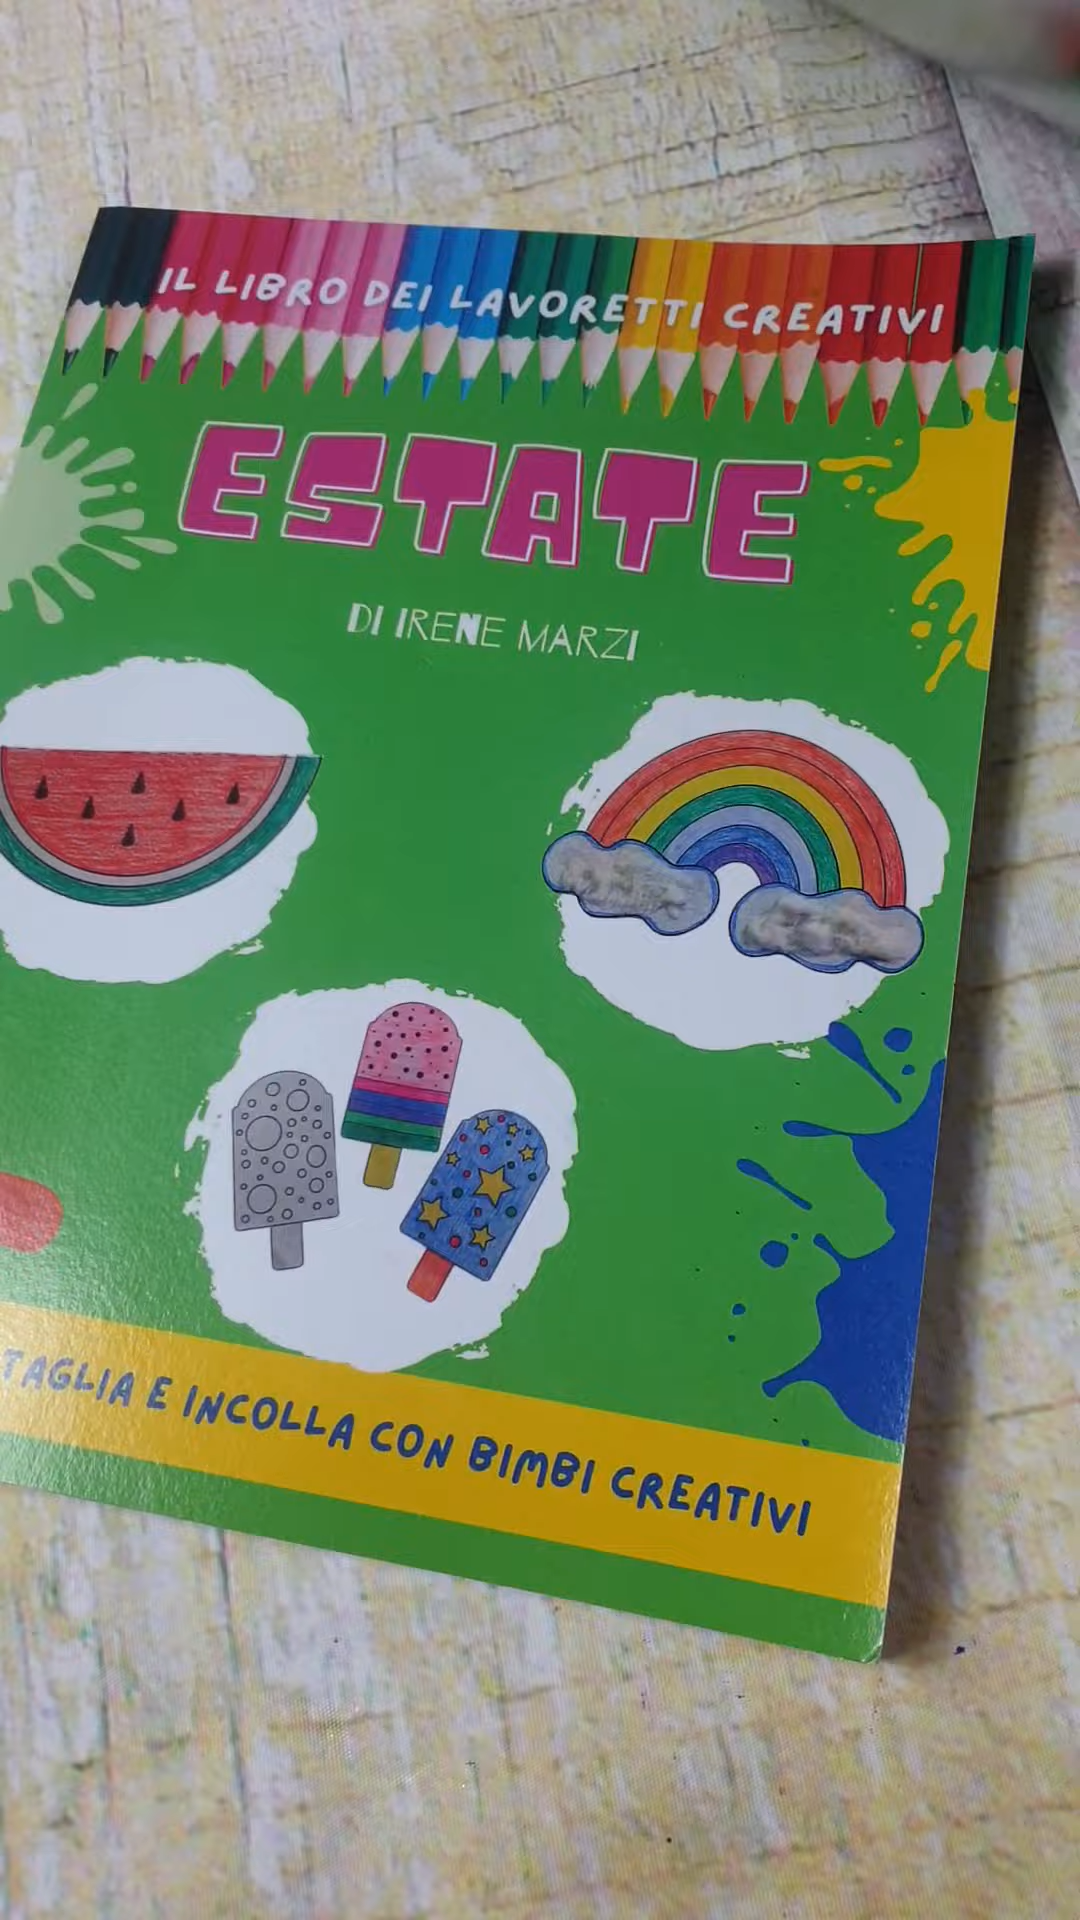 IL LIBRO DEI LAVORETTI CREATIVI
ESTATE
DI IRENE MARZI
TAGLIA E INCOLLA CON BIMBI CREATIVI